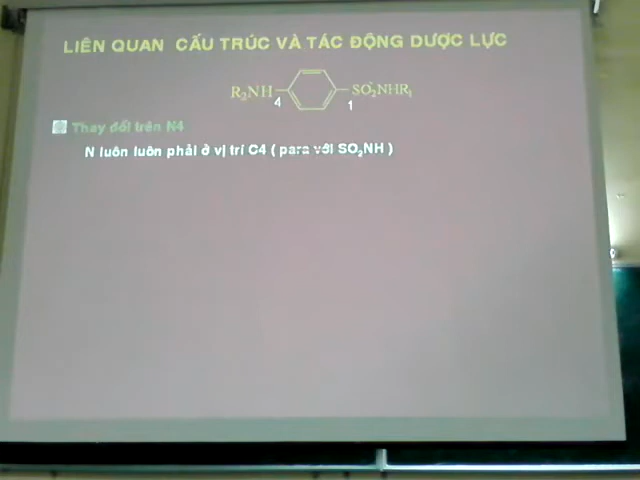 LIÊN QUAN CẤU TRÚC VÀ TÁC ĐỘNG DƯỢC LỰC
R₂NH 4 1 SO₂NHR₁
Thay đổi trên N4
N luôn luôn phải ở vị trí C4 ( para với SO₂NH )